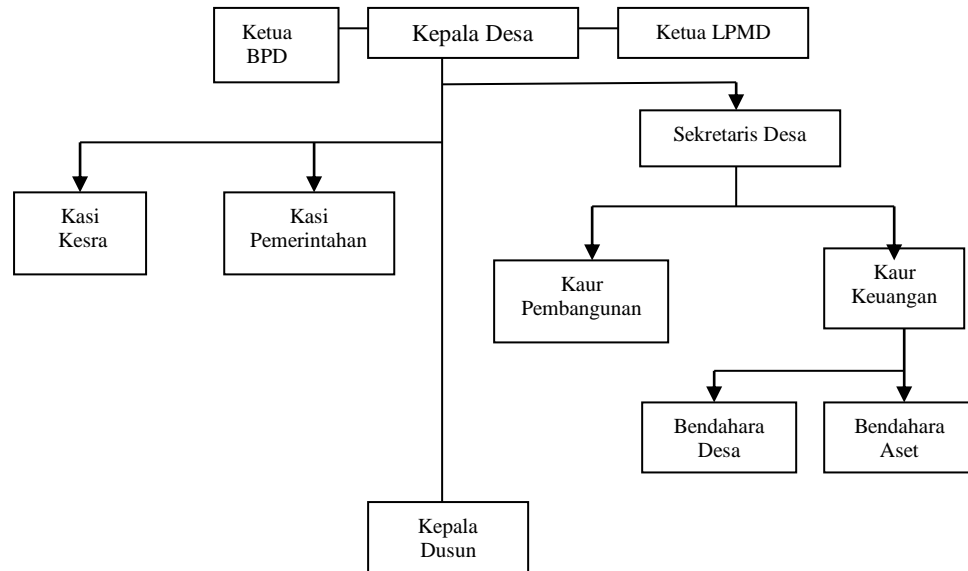 Ketua
BPD
Kepala Desa
Ketua LPMD
Sekretaris Desa
Kasi
Kesra
Kasi
Pemerintahan
Kaur
Pembangunan
Kaur
Keuangan
Bendahara
Desa
Bendahara
Aset
Kepala
Dusun